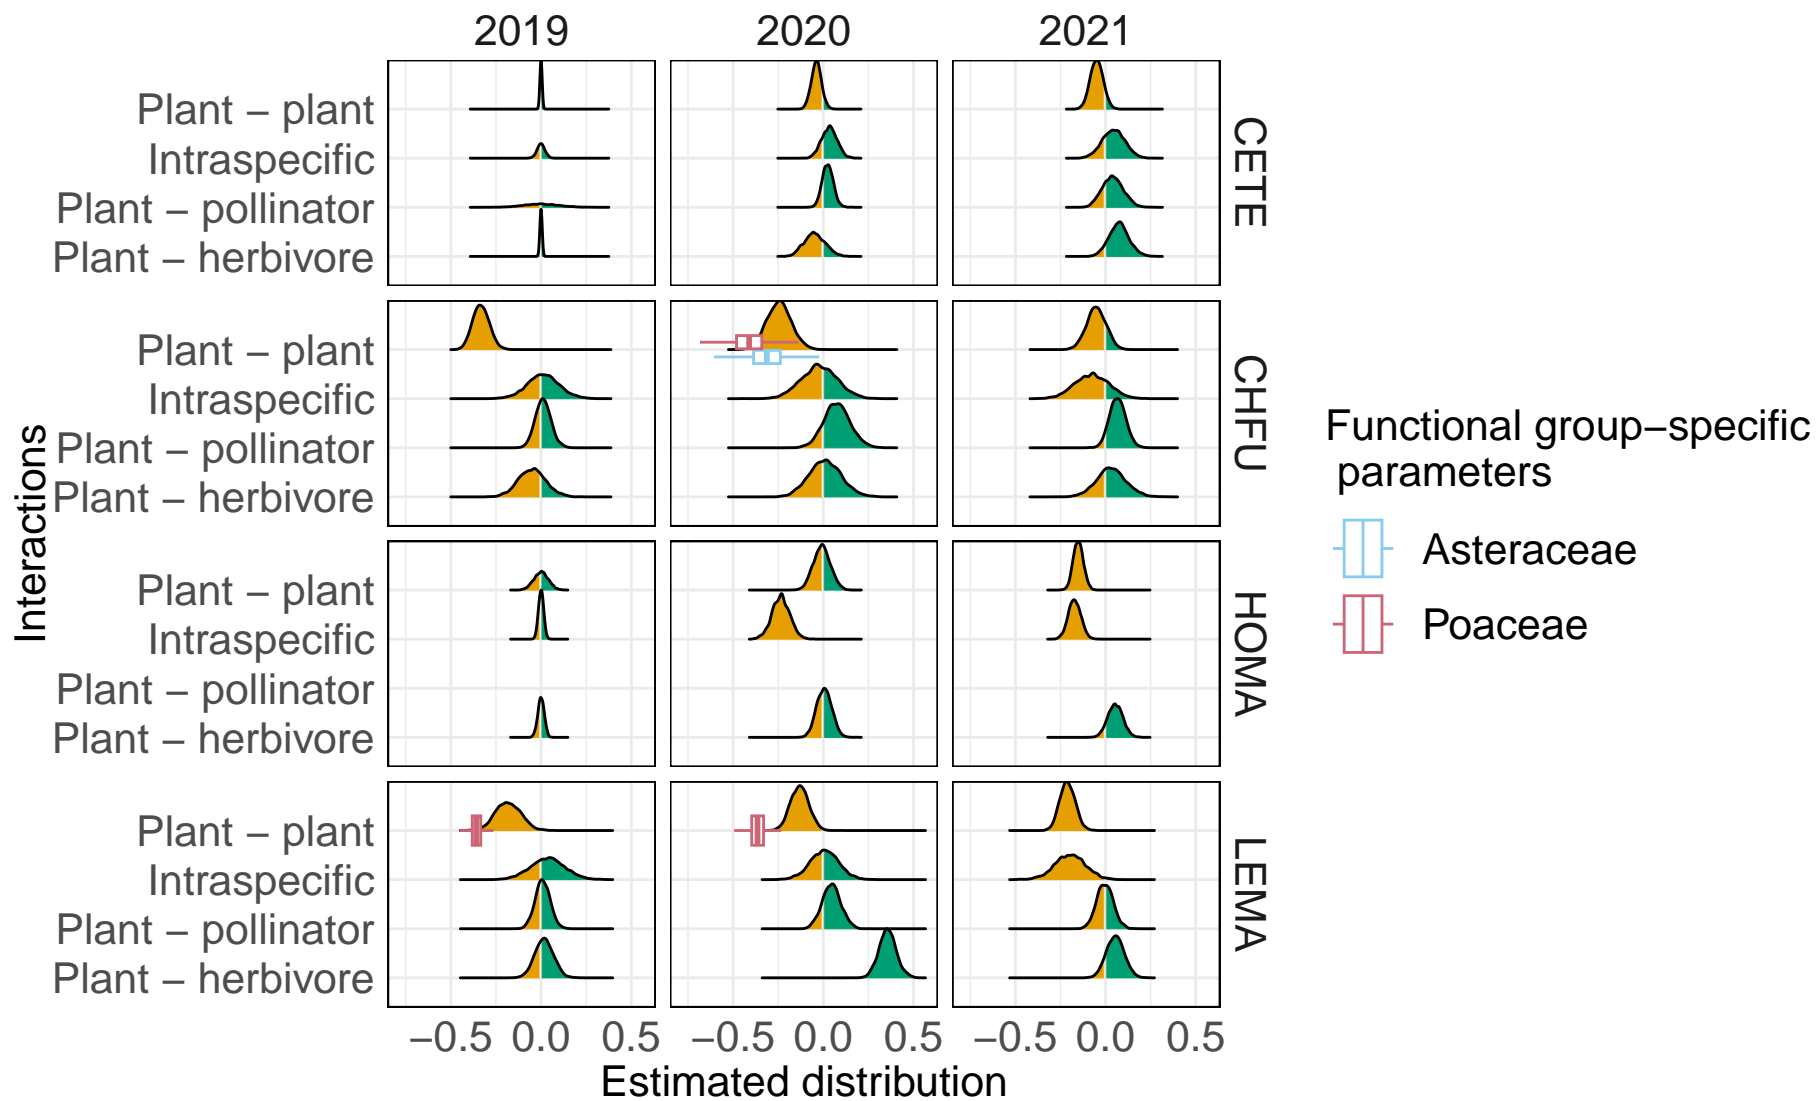 2019 2020 2021
Plant − plant
Intraspecific
Plant − pollinator
Plant − herbivore
CETE
Plant − plant
Intraspecific
Plant − pollinator
Plant − herbivore
CHFU
Plant − plant
Intraspecific
Plant − pollinator
Plant − herbivore
HOMA
Plant − plant
Intraspecific
Plant − pollinator
Plant − herbivore
LEMA
−0.5 0.0 0.5 −0.5 0.0 0.5 −0.5 0.0 0.5
Estimated distribution
Interactions
Functional group−specific
parameters
Asteraceae
Poaceae